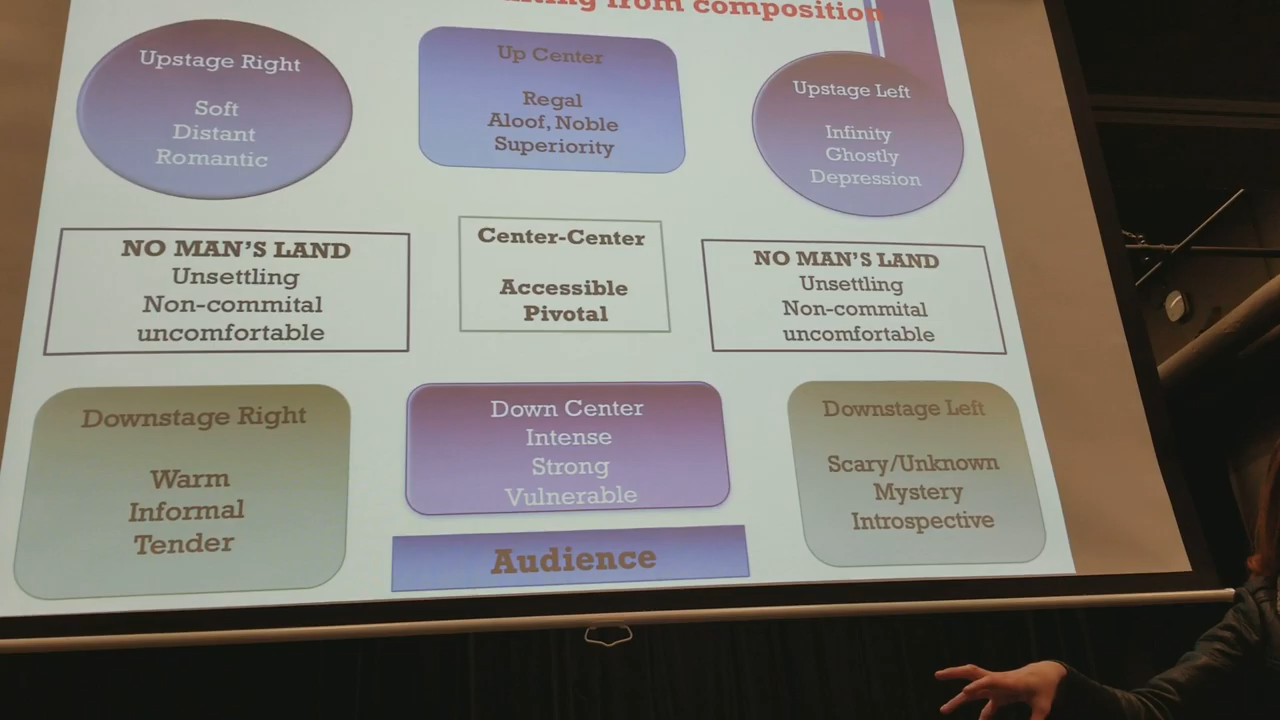 from composition
Upstage Right
Soft
Distant
Romantic
Up Center
Regal
Aloof, Noble
Superiority
Upstage Left
Infinity
Ghostly
Depression
NO MAN'S LAND
Unsettling
Non-commital
uncomfortable
Center-Center
Accessible
Pivotal
NO MAN'S LAND
Unsettling
Non-commital
uncomfortable
Downstage Right
Warm
Informal
Tender
Down Center
Intense
Strong
Vulnerable
Downstage Left
Scary/Unknown
Mystery
Introspective
Audience